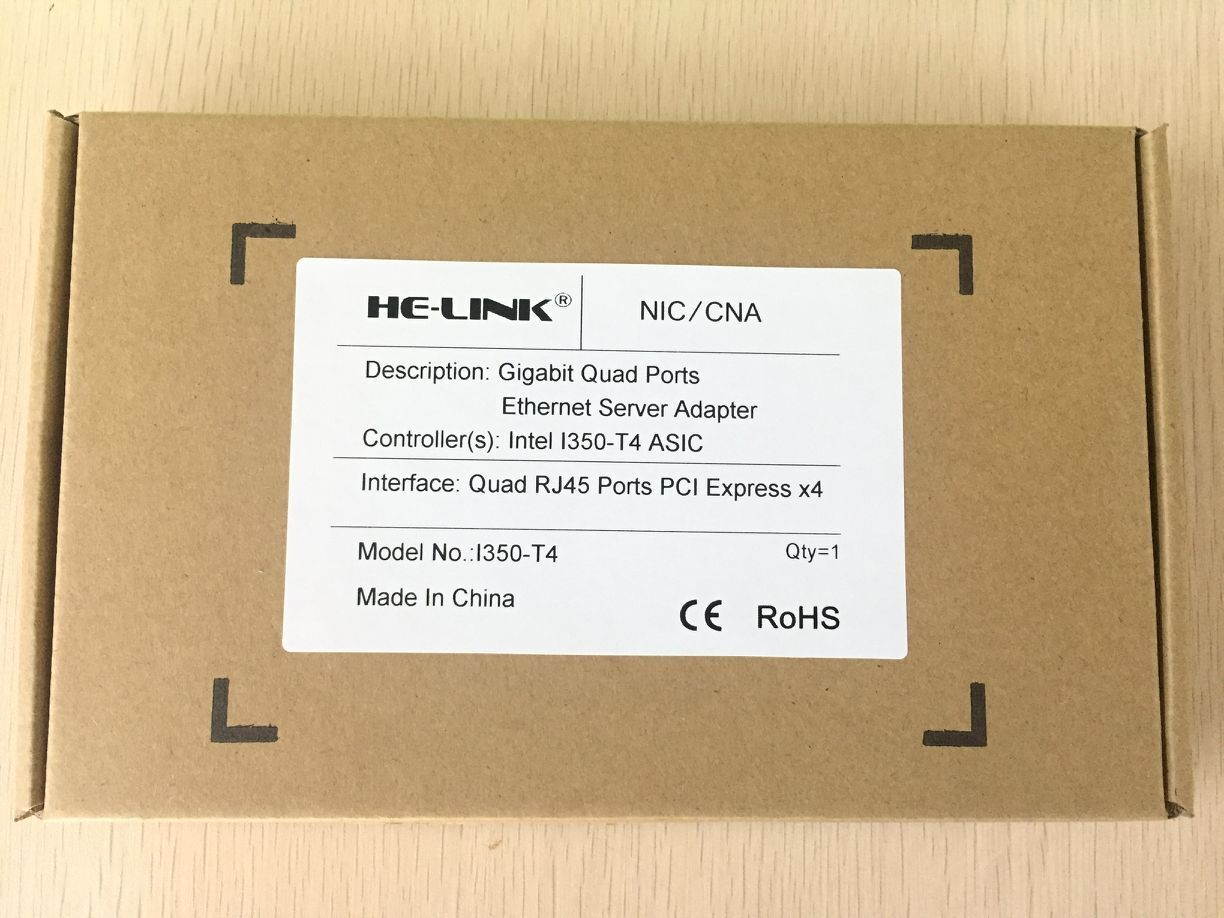 HE-LINK® NIC/CNA
Description: Gigabit Quad Ports
Ethernet Server Adapter
Controller(s): Intel I350-T4 ASIC
Interface: Quad RJ45 Ports PCI Express x4
Model No.:I350-T4 Qty=1
Made In China
CE RoHS